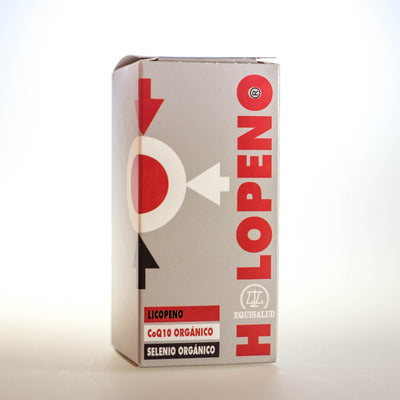 H LOPENO®
EQUISALUD
LICOPENO
CoQ10 ORGÁNICO
SELENIO ORGÁNICO